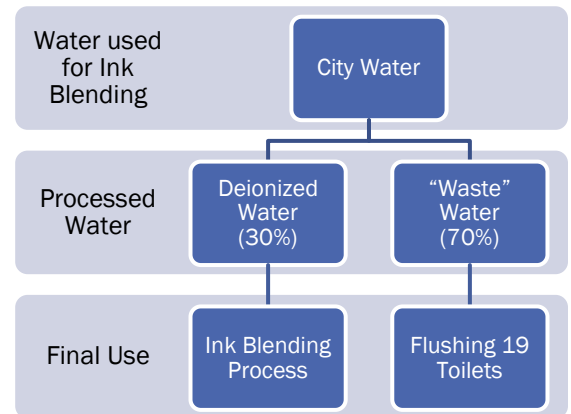 Water used
for Ink
Blending
City Water
Processed
Water
Deionized
Water
(30%)
“Waste”
Water
(70%)
Final Use
Ink Blending
Process
Flushing 19
Toilets